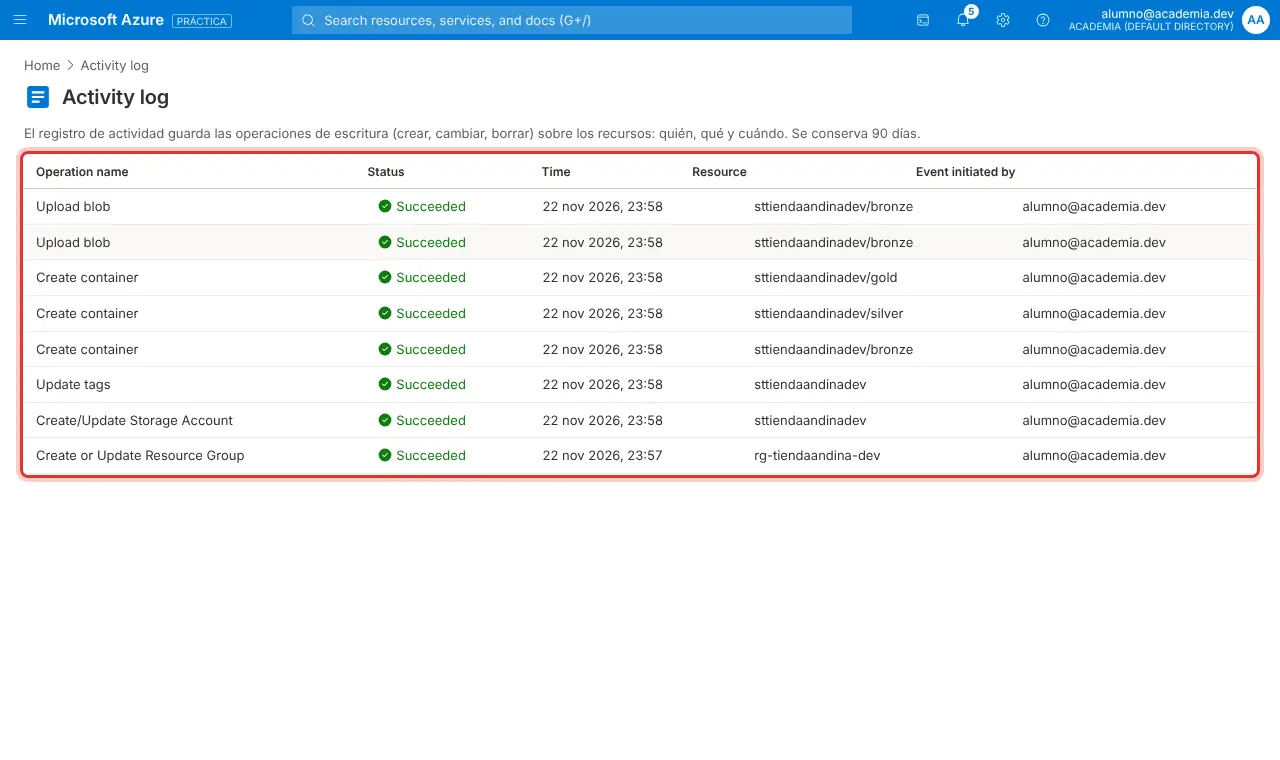 Microsoft Azure PRÁCTICA Search resources, services, and docs (G+/) 5 alumno@academia.dev
ACADEMIA (DEFAULT DIRECTORY) AA
Home > Activity log
Activity log
El registro de actividad guarda las operaciones de escritura (crear, cambiar, borrar) sobre los recursos: quién, qué y cuándo. Se conserva 90 días.
Operation name Status Time Resource Event initiated by
Upload blob Succeeded 22 nov 2026, 23:58 sttiendaandinadev/bronze alumno@academia.dev
Upload blob Succeeded 22 nov 2026, 23:58 sttiendaandinadev/bronze alumno@academia.dev
Create container Succeeded 22 nov 2026, 23:58 sttiendaandinadev/gold alumno@academia.dev
Create container Succeeded 22 nov 2026, 23:58 sttiendaandinadev/silver alumno@academia.dev
Create container Succeeded 22 nov 2026, 23:58 sttiendaandinadev/bronze alumno@academia.dev
Update tags Succeeded 22 nov 2026, 23:58 sttiendaandinadev alumno@academia.dev
Create/Update Storage Account Succeeded 22 nov 2026, 23:58 sttiendaandinadev alumno@academia.dev
Create or Update Resource Group Succeeded 22 nov 2026, 23:57 rg-tiendaandina-dev alumno@academia.dev